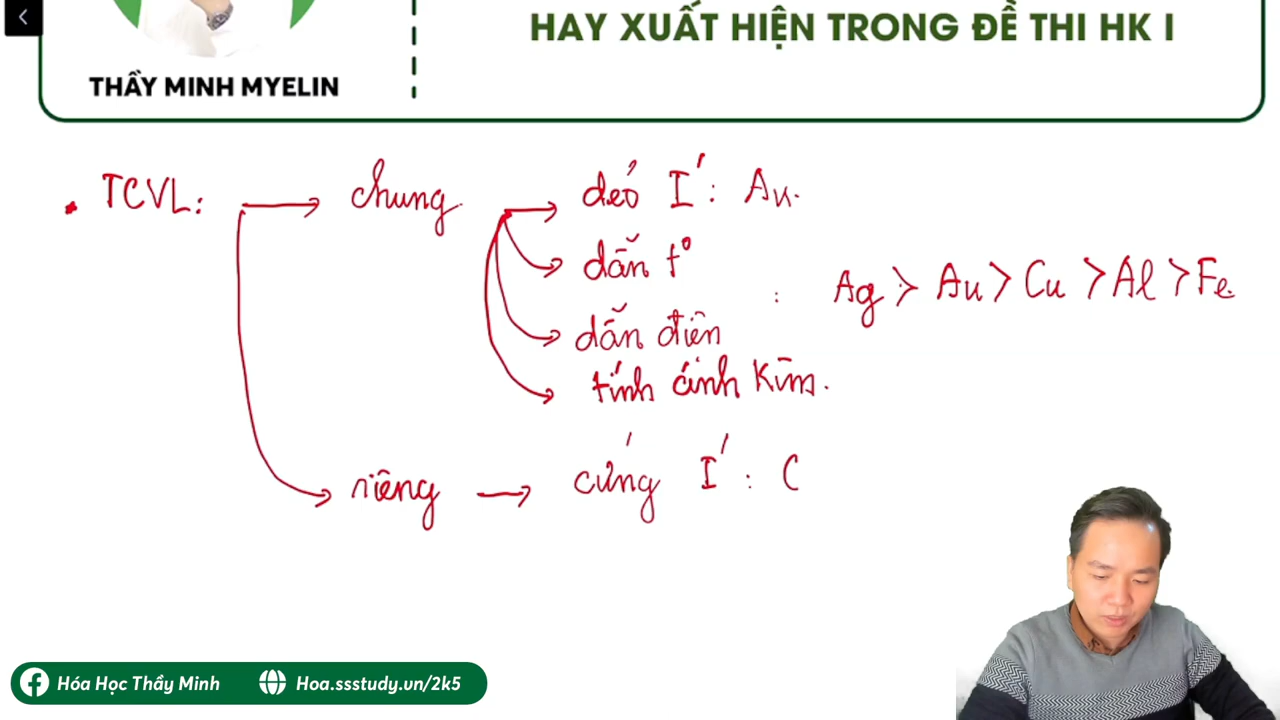 HAY XUẤT HIỆN TRONG ĐỀ THI HK I
THẦY MINH MYELIN
. TCVL:
chung
dẻo I': Au.
dẫn t°
dẫn điện
: Ag > Au > Cu > Al > Fe.
tính ánh Kim.
riêng
cứng I': C
Hóa Học Thầy Minh
Hoa.ssstudy.vn/2k5